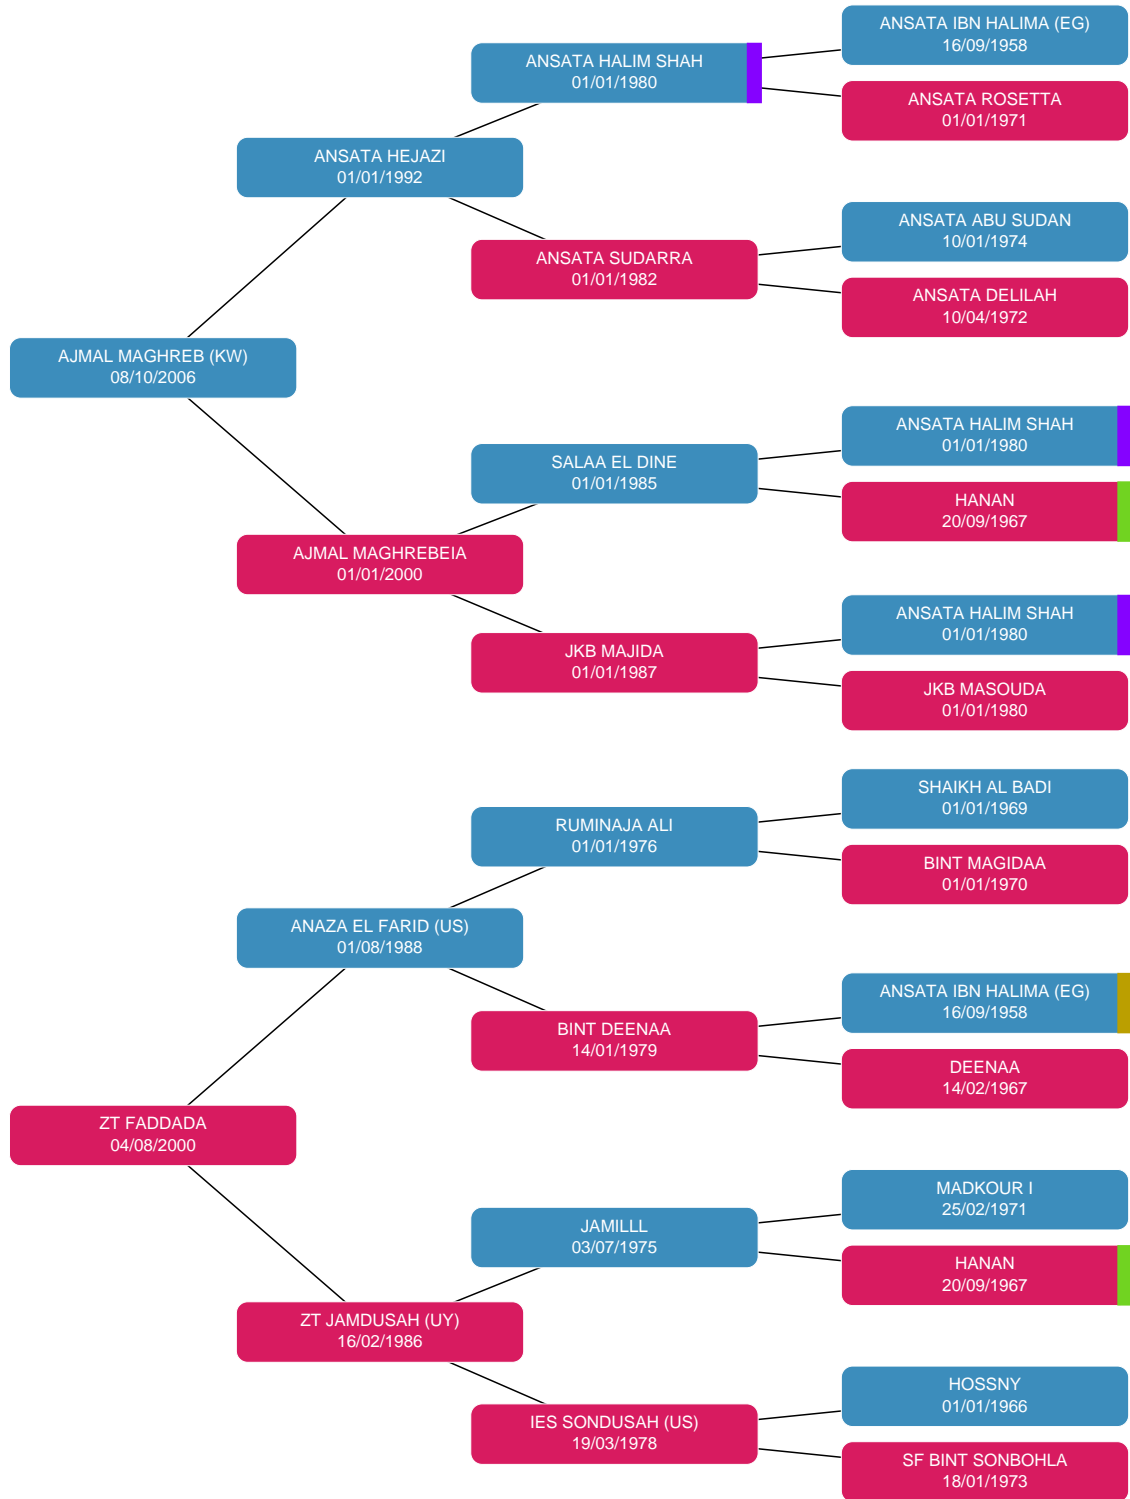 ANSATA IBN HALIMA (EG)
16/09/1958
ANSATA HALIM SHAH
01/01/1980
ANSATA ROSETTA
01/01/1971
ANSATA HEJAZI
01/01/1992
ANSATA ABU SUDAN
10/01/1974
ANSATA SUDARRA
01/01/1982
ANSATA DELILAH
10/04/1972
AJMAL MAGHREB (KW)
08/10/2006
ANSATA HALIM SHAH
01/01/1980
SALAA EL DINE
01/01/1985
HANAN
20/09/1967
AJMAL MAGHREBEIA
01/01/2000
ANSATA HALIM SHAH
01/01/1980
JKB MAJIDA
01/01/1987
JKB MASOUDA
01/01/1980
SHAIKH AL BADI
01/01/1969
RUMINAJA ALI
01/01/1976
BINT MAGIDAA
01/01/1970
ANAZA EL FARID (US)
01/08/1988
ANSATA IBN HALIMA (EG)
16/09/1958
BINT DEENAA
14/01/1979
DEENAA
14/02/1967
ZT FADDADA
04/08/2000
MADKOUR I
25/02/1971
JAMILLL
03/07/1975
HANAN
20/09/1967
ZT JAMDUSAH (UY)
16/02/1986
HOSSNY
01/01/1966
IES SONDUSAH (US)
19/03/1978
SF BINT SONBOHLA
18/01/1973